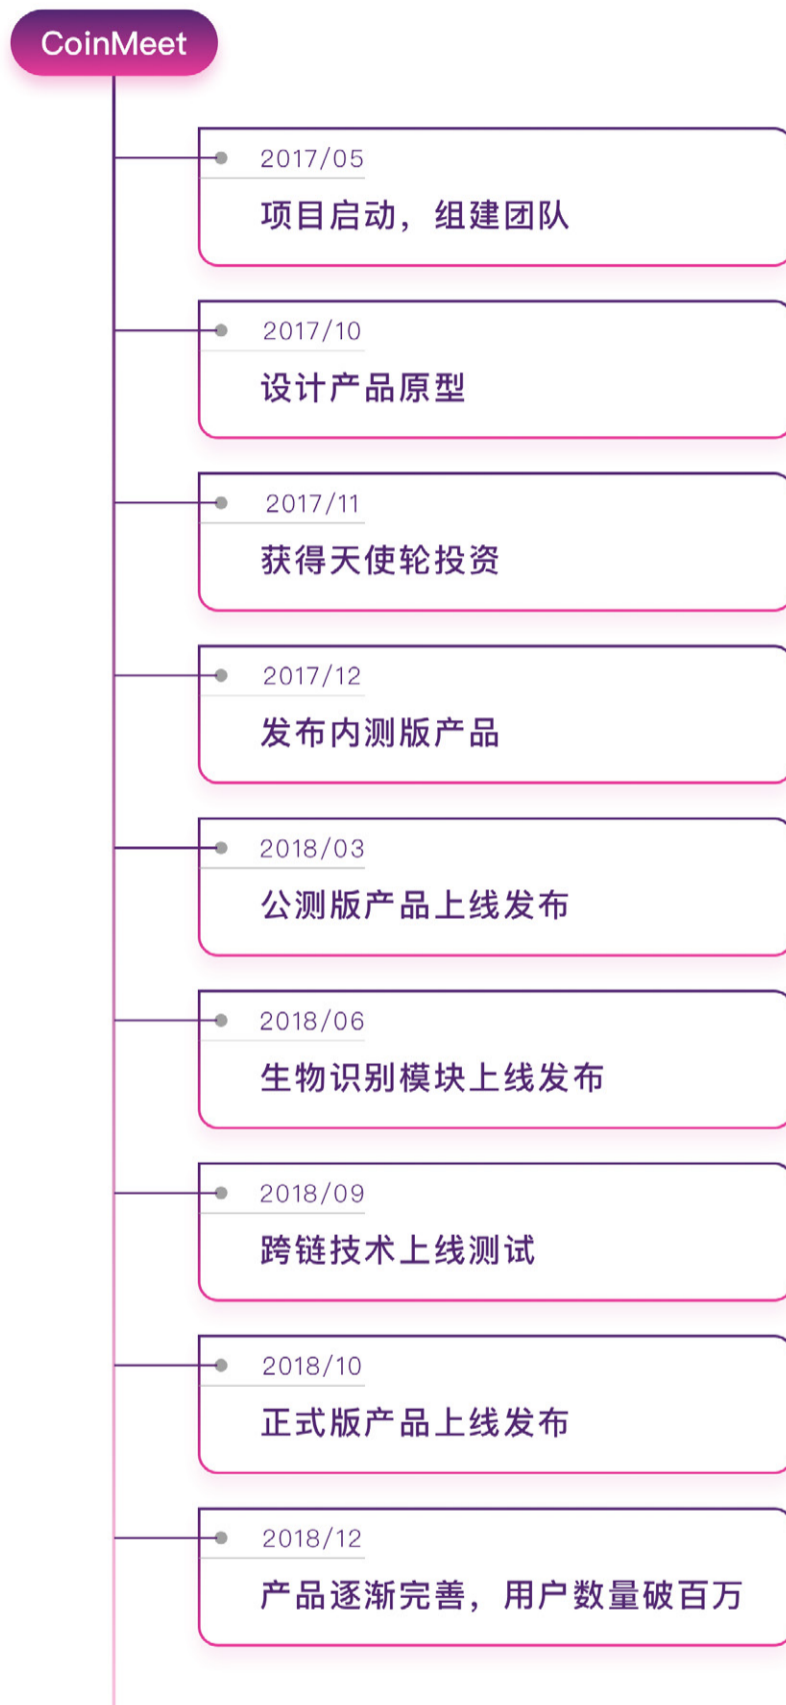 CoinMeet
2017/05
项目启动，组建团队
2017/10
设计产品原型
2017/11
获得天使轮投资
2017/12
发布内测版产品
2018/03
公测版产品上线发布
2018/06
生物识别模块上线发布
2018/09
跨链技术上线测试
2018/10
正式版产品上线发布
2018/12
产品逐渐完善，用户数量破百万